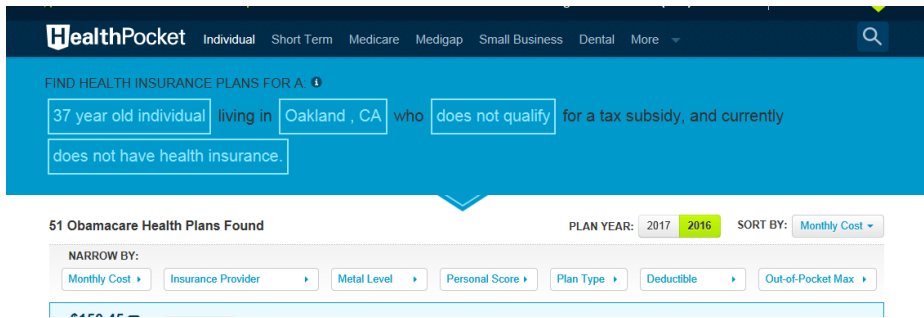 HealthPocket Individual Short Term Medicare Medigap Small Business Dental More
FIND HEALTH INSURANCE PLANS FOR A:
37 year old individual living in Oakland , CA who does not qualify for a tax subsidy, and currently
does not have health insurance.
51 Obamacare Health Plans Found PLAN YEAR: 2017 2016 SORT BY: Monthly Cost
NARROW BY:
Monthly Cost Insurance Provider Metal Level Personal Score Plan Type Deductible Out-of-Pocket Max